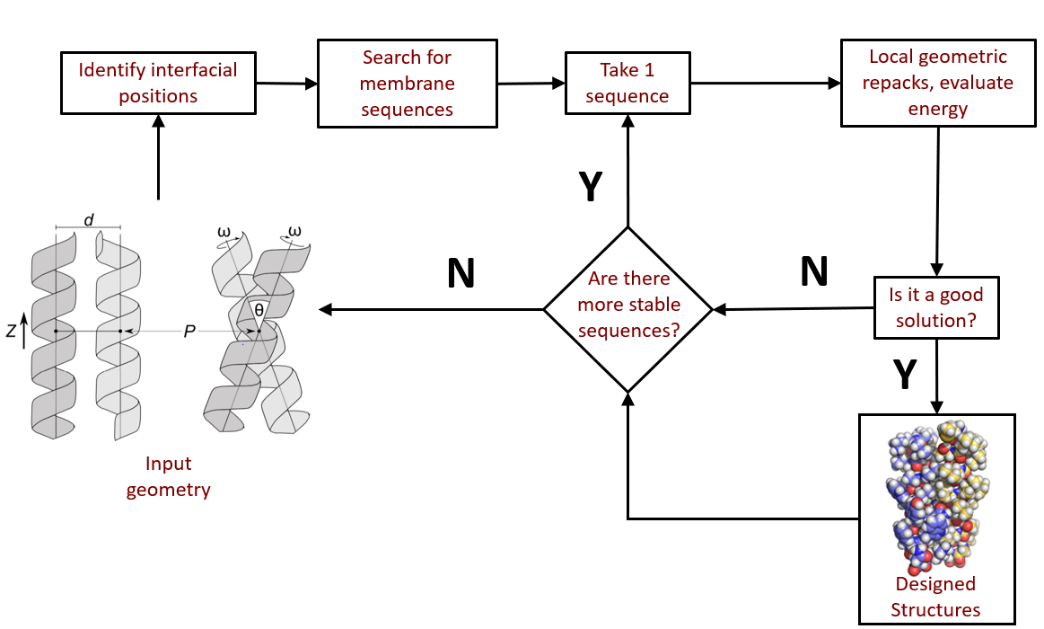 Identify interfacial
positions
Search for
membrane
sequences
Take 1
sequence
Local geometric
repacks, evaluate
energy
Y
d
ω
ω
Are there
more stable
sequences?
N
N
Is it a good
solution?
θ
Z
P
Y
Input
geometry
Designed
Structures